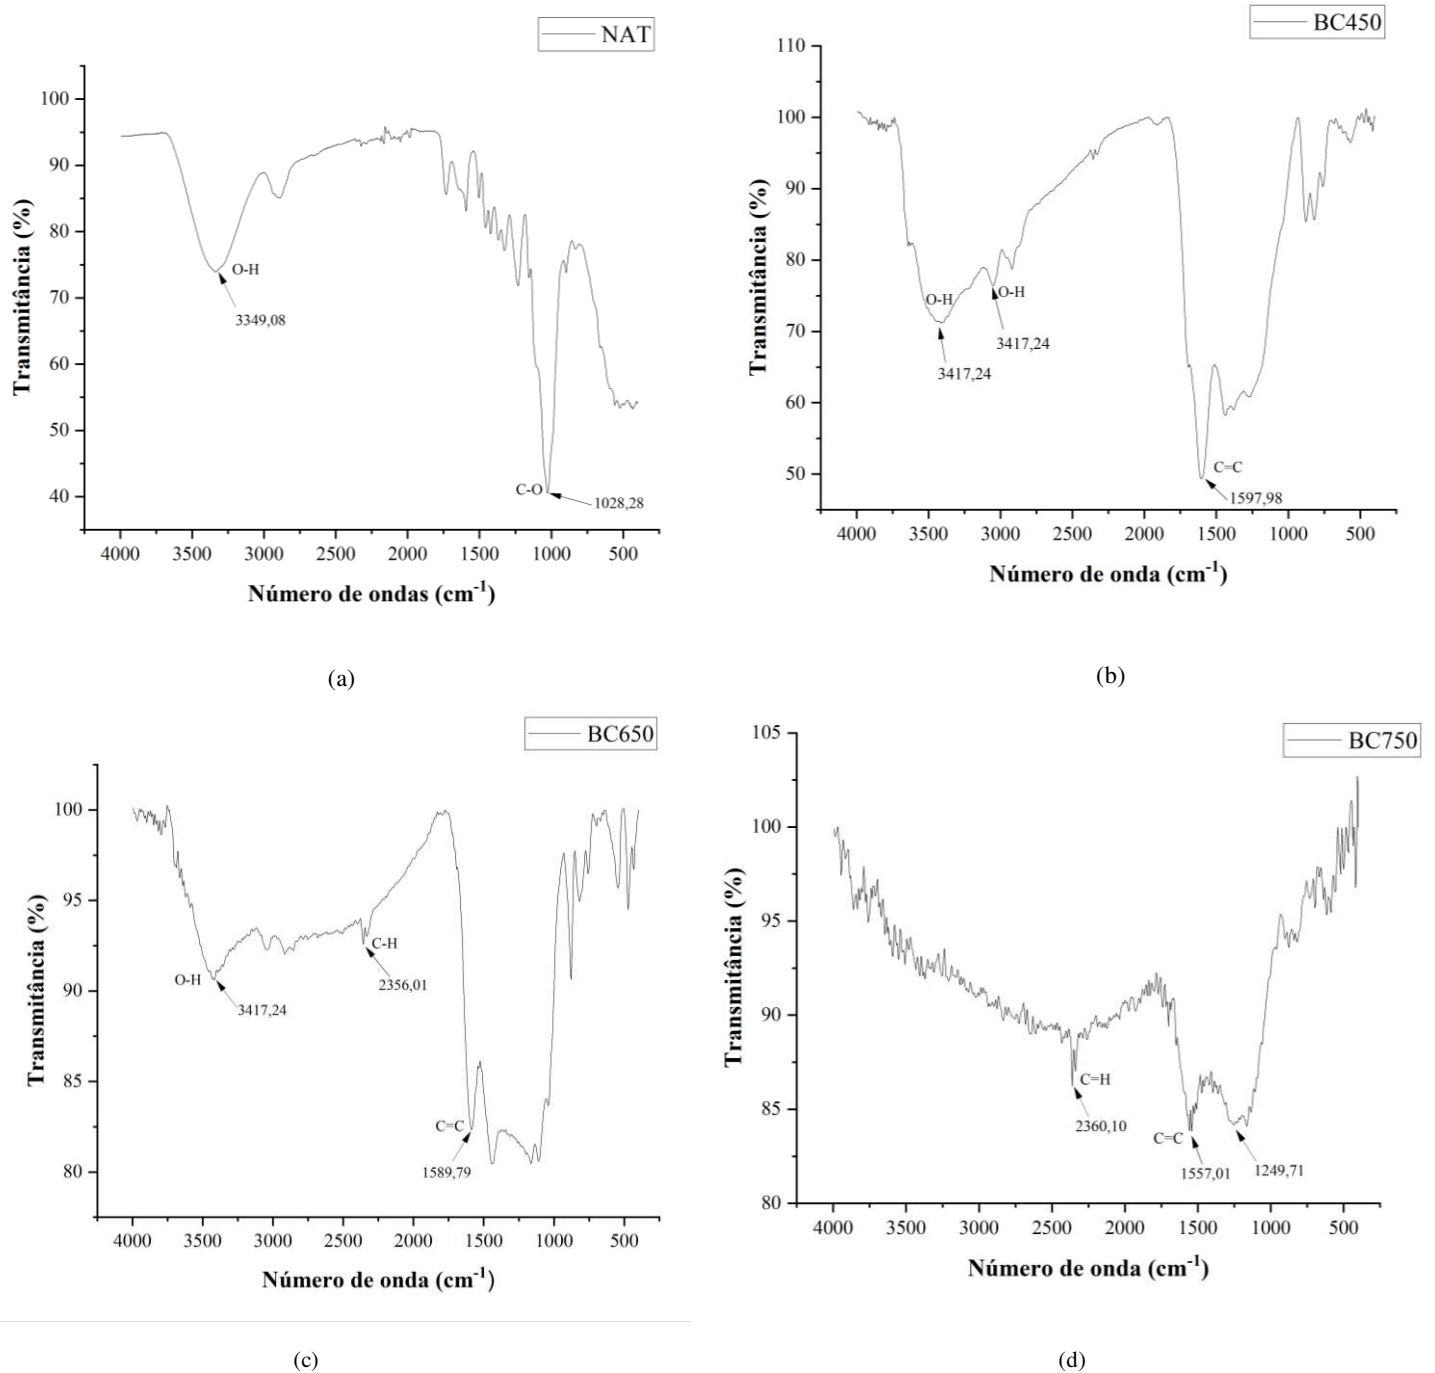 NAT
100
90
80
70
60
50
40
Transmitância (%)
O-H
3349,08
C-O
1028,28
4000 3500 3000 2500 2000 1500 1000 500
Número de ondas (cm-1)
(a)
BC450
110
100
90
80
70
60
50
Transmitância (%)
O-H
3417,24
O-H
3417,24
C=C
1597,98
4000 3500 3000 2500 2000 1500 1000 500
Número de onda (cm-1)
(b)
BC650
100
95
90
85
80
Transmitância (%)
O-H
3417,24
C-H
2356,01
C=C
1589,79
4000 3500 3000 2500 2000 1500 1000 500
Número de onda (cm-1)
(c)
BC750
105
100
95
90
85
80
Transmitância (%)
C=H
2360,10
C=C
1557,01
1249,71
4000 3500 3000 2500 2000 1500 1000 500
Número de onda (cm-1)
(d)